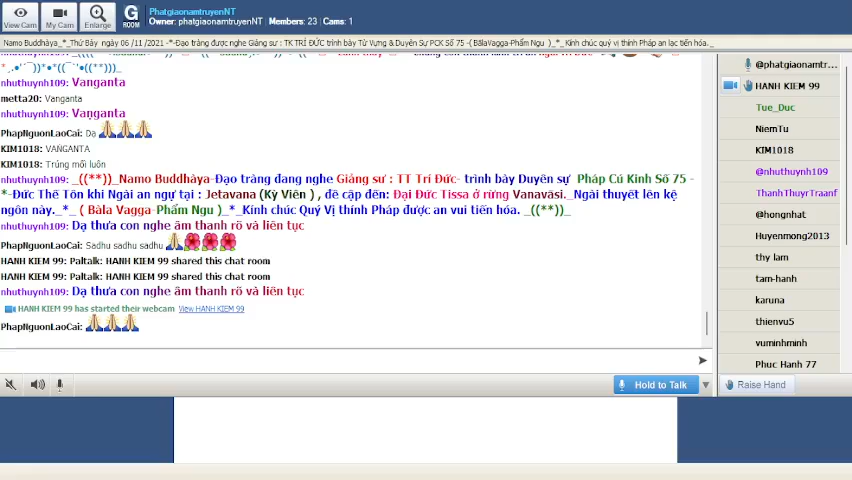 View Cam
My Cam
Enlarge
G
ROOM
PhatgiaonamtruyenNT
Owner: phatgiaonamtruyenNT Members: 23 Cams: 1
Namo Buddhàya_*_Thứ Bảy ngày 06 /11 /2021 -*-Đạo tràng được nghe Giảng sư : TK TRÍ ĐỨC trình bày Từ Vựng & Duyên Sự PCK Số 75 -( BālaVagga-Phẩm Ngu )_*_Kính chúc quý vị thính Pháp an lạc tiến hóa._
nhuthuynh109: Vanganta
metta20: Vanganta
nhuthuynh109: Vaṇganta
PhapNguonLaoCai: Dạ
KIM1018: VAŃGANTA
KIM1018: Trúng mối luôn
nhuthuynh109: _((**))_Namo Buddhàya-Đạo tràng đang nghe Giảng sư : TT Trí Đức- trình bày Duyên sự Pháp Cú Kinh Số 75 -
*-Đức Thế Tôn khi Ngài an ngự tại : Jetavana (Kỳ Viên ) , đề cập đến: Đại Đức Tissa ở rừng Vanavāsi._Ngài thuyết lên kệ
ngôn này._*_ ( Bàla Vagga-Phẩm Ngu )_*_Kính chúc Quý Vị thính Pháp được an vui tiến hóa. _((**))_
nhuthuynh109: Dạ thưa con nghe âm thanh rõ và liên tục
PhapNguonLaoCai: Sadhu sadhu sadhu
HANH KIEM 99: Paltalk: HANH KIEM 99 shared this chat room
HANH KIEM 99: Paltalk: HANH KIEM 99 shared this chat room
nhuthuynh109: Dạ thưa con nghe âm thanh rõ và liên tục
HANH KIEM 99 has started their webcam View HANH KIEM 99
PhapNguonLaoCai:
Hold to Talk
@phatgiaonamtr...
HANH KIEM 99
Tue_Duc
NiemTu
KIM1018
@nhuthuynh109
ThanhThuyrTraanf
@hongnhat
Huyenmong2013
thy lam
tam-hanh
karuna
thienvu5
vuminhminh
Phuc Hanh 77
Raise Hand